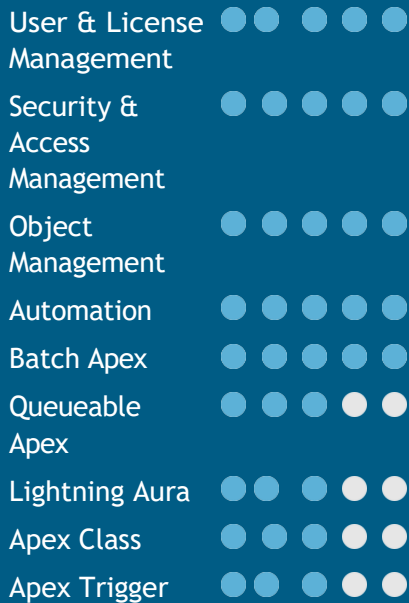 User & License
Management
Security &
Access
Management
Object
Management
Automation
Batch Apex
Queueable
Apex
Lightning Aura
Apex Class
Apex Trigger